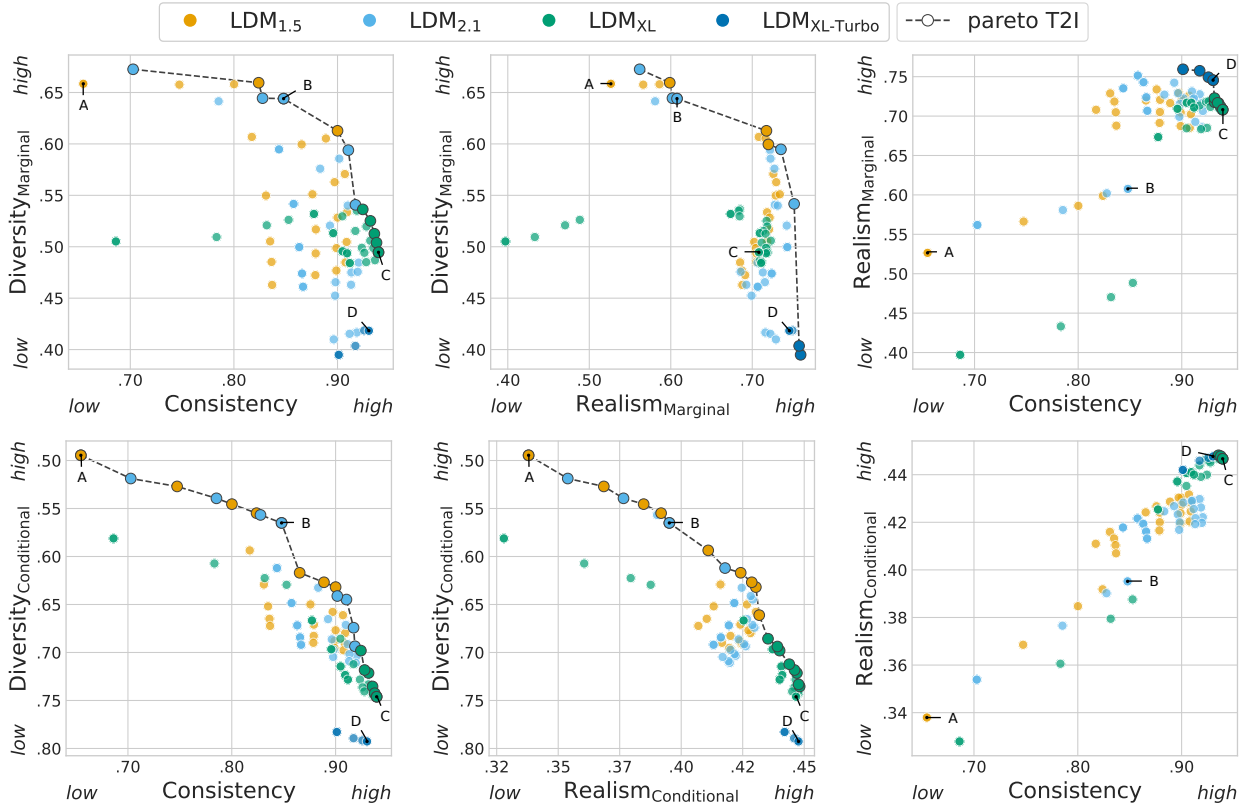 LDM1.5 LDM2.1 LDMXL LDMXL-Turbo pareto T2I
high
.65
.60
.55
.50
.45
.40
low
DiversityMarginal
A
B
C
D
.70 .80 .90
low Consistency high
high
.65
.60
.55
.50
.45
.40
low
DiversityMarginal
A
B
C
D
.40 .50 .60 .70
low RealismMarginal high
high
.75
.70
.65
.60
.55
.50
.45
.40
low
RealismMarginal
D
C
B
A
.70 .80 .90
low Consistency high
high
.50
.55
.60
.65
.70
.75
.80
low
DiversityConditional
A
B
C
D
.70 .80 .90
low Consistency high
high
.50
.55
.60
.65
.70
.75
.80
low
DiversityConditional
A
B
C
D
.32 .35 .37 .40 .42 .45
low RealismConditional high
high
.44
.42
.40
.38
.36
.34
low
RealismConditional
D
C
B
A
.70 .80 .90
low Consistency high